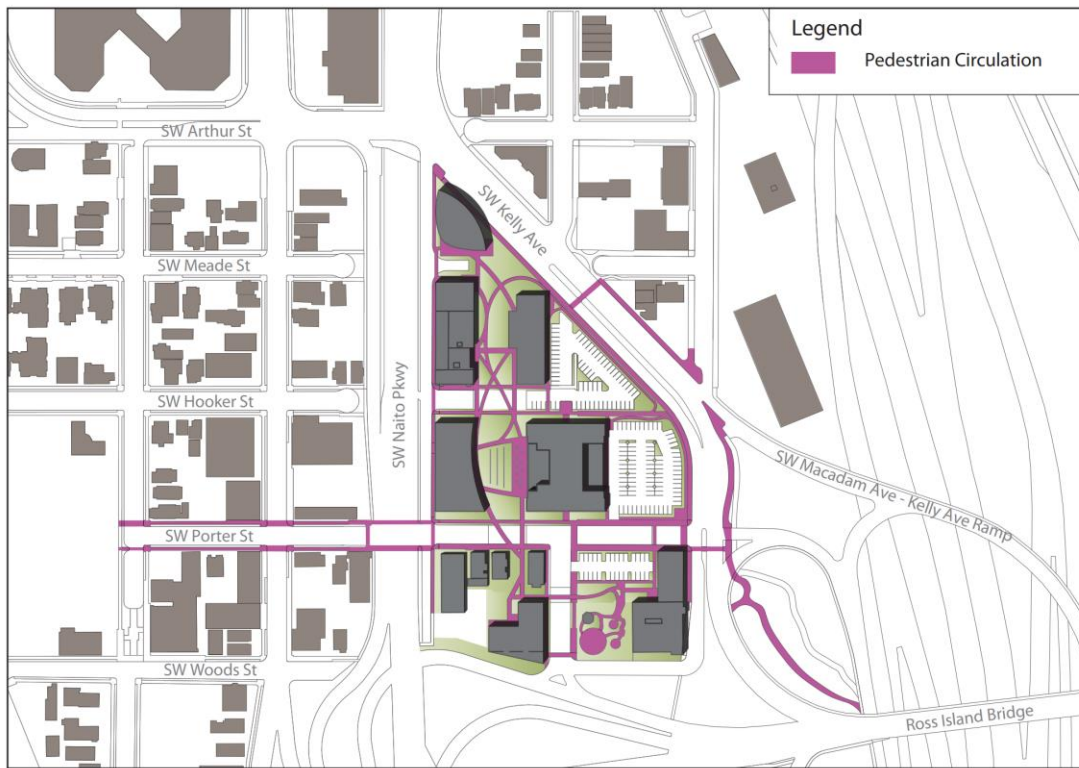 Legend
Pedestrian Circulation
SW Arthur St
SW Kelly Ave
SW Meade St
SW Hooker St
SW Naito Pkwy
SW Macadam Ave - Kelly Ave Ramp
SW Porter St
SW Woods St
Ross Island Bridge